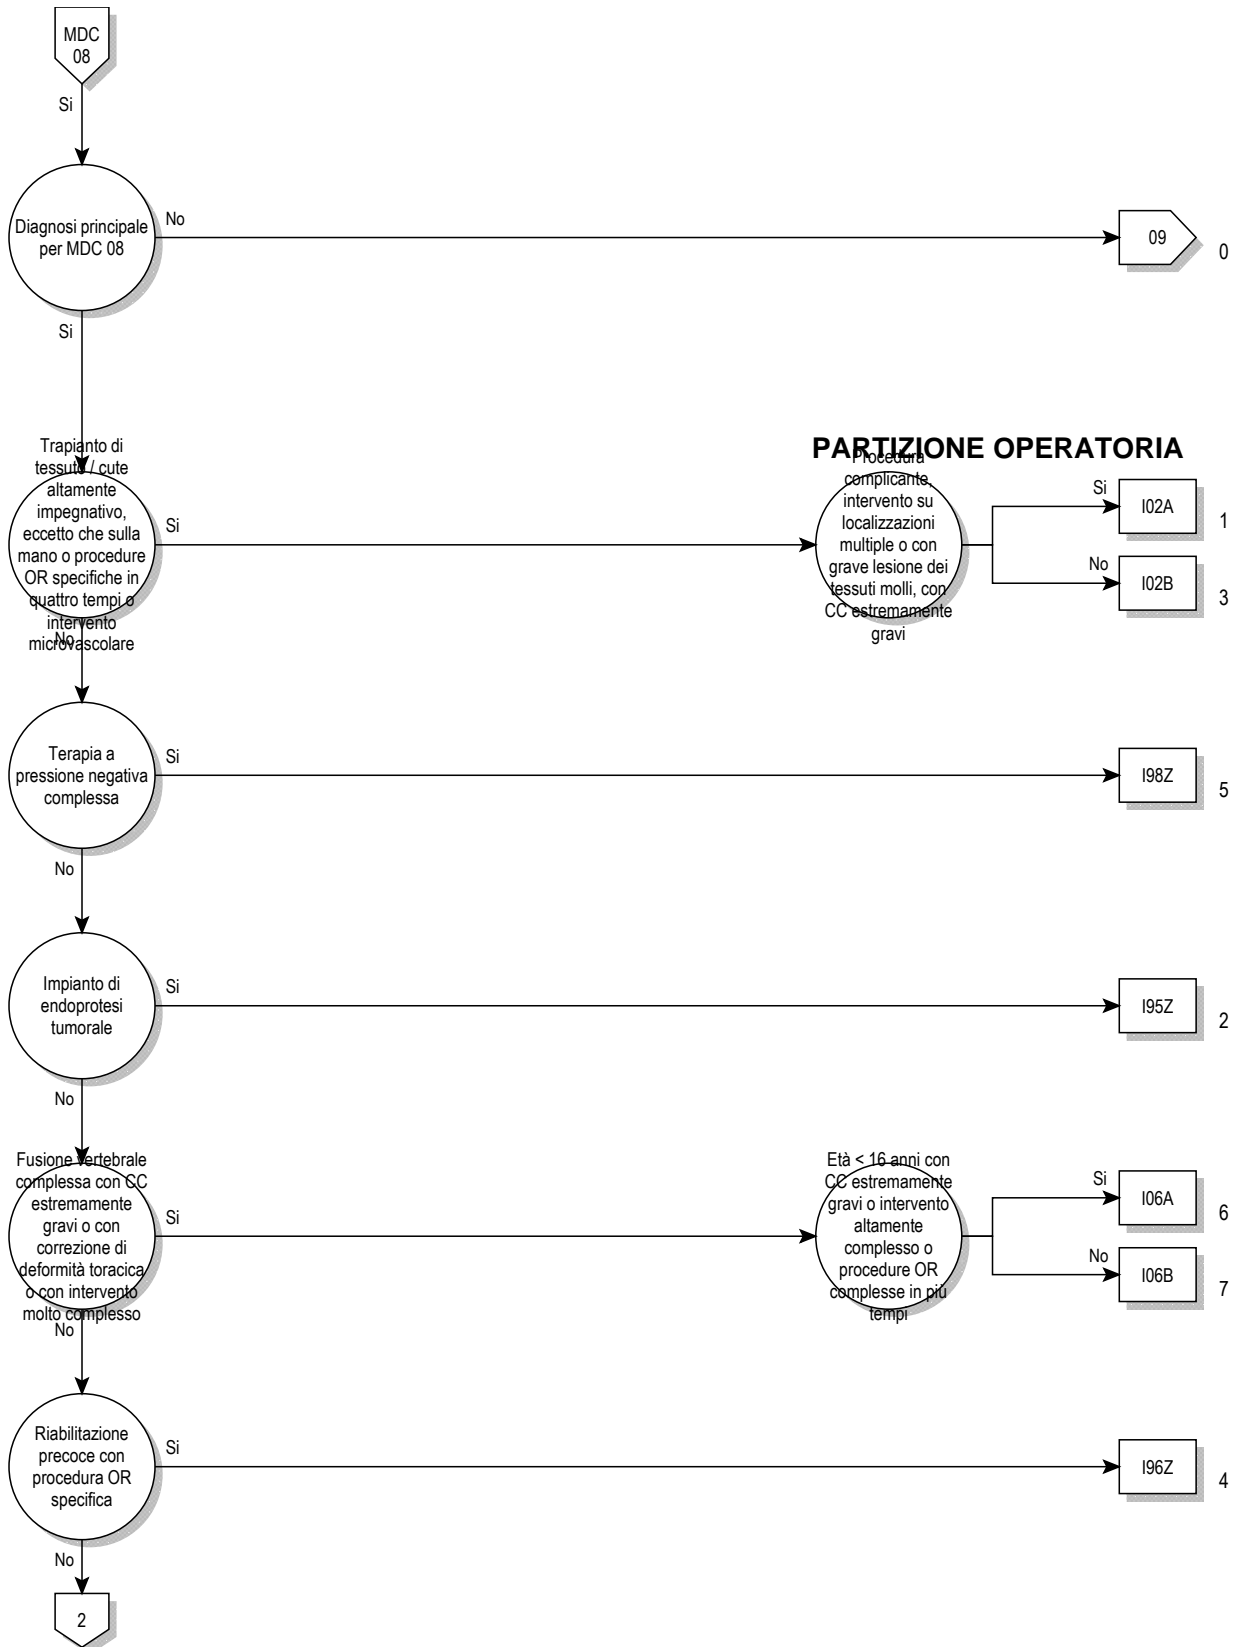 MDC
08
Si
Diagnosi principale
per MDC 08
No
09
0
Si
PARTIZIONE OPERATORIA
Trapianto di
tessuto / cute
altamente
impegnativo,
eccetto che sulla
mano o procedure
OR specifiche in
quattro tempi o
intervento
microvascolare
Si
Procedura
complicante,
intervento su
localizzazioni
multiple o con
grave lesione dei
tessuti molli, con
CC estremamente
gravi
Si
I02A
1
No
I02B
3
No
Terapia a
pressione negativa
complessa
Si
I98Z
5
No
Impianto di
endoprotesi
tumorale
Si
I95Z
2
No
Fusione vertebrale
complessa con CC
estremamente
gravi o con
correzione di
deformità toracica
o con intervento
molto complesso
Si
Età < 16 anni con
CC estremamente
gravi o intervento
altamente
complesso o
procedure OR
complesse in più
tempi
Si
I06A
6
No
I06B
7
No
Riabilitazione
precoce con
procedura OR
specifica
Si
I96Z
4
No
2